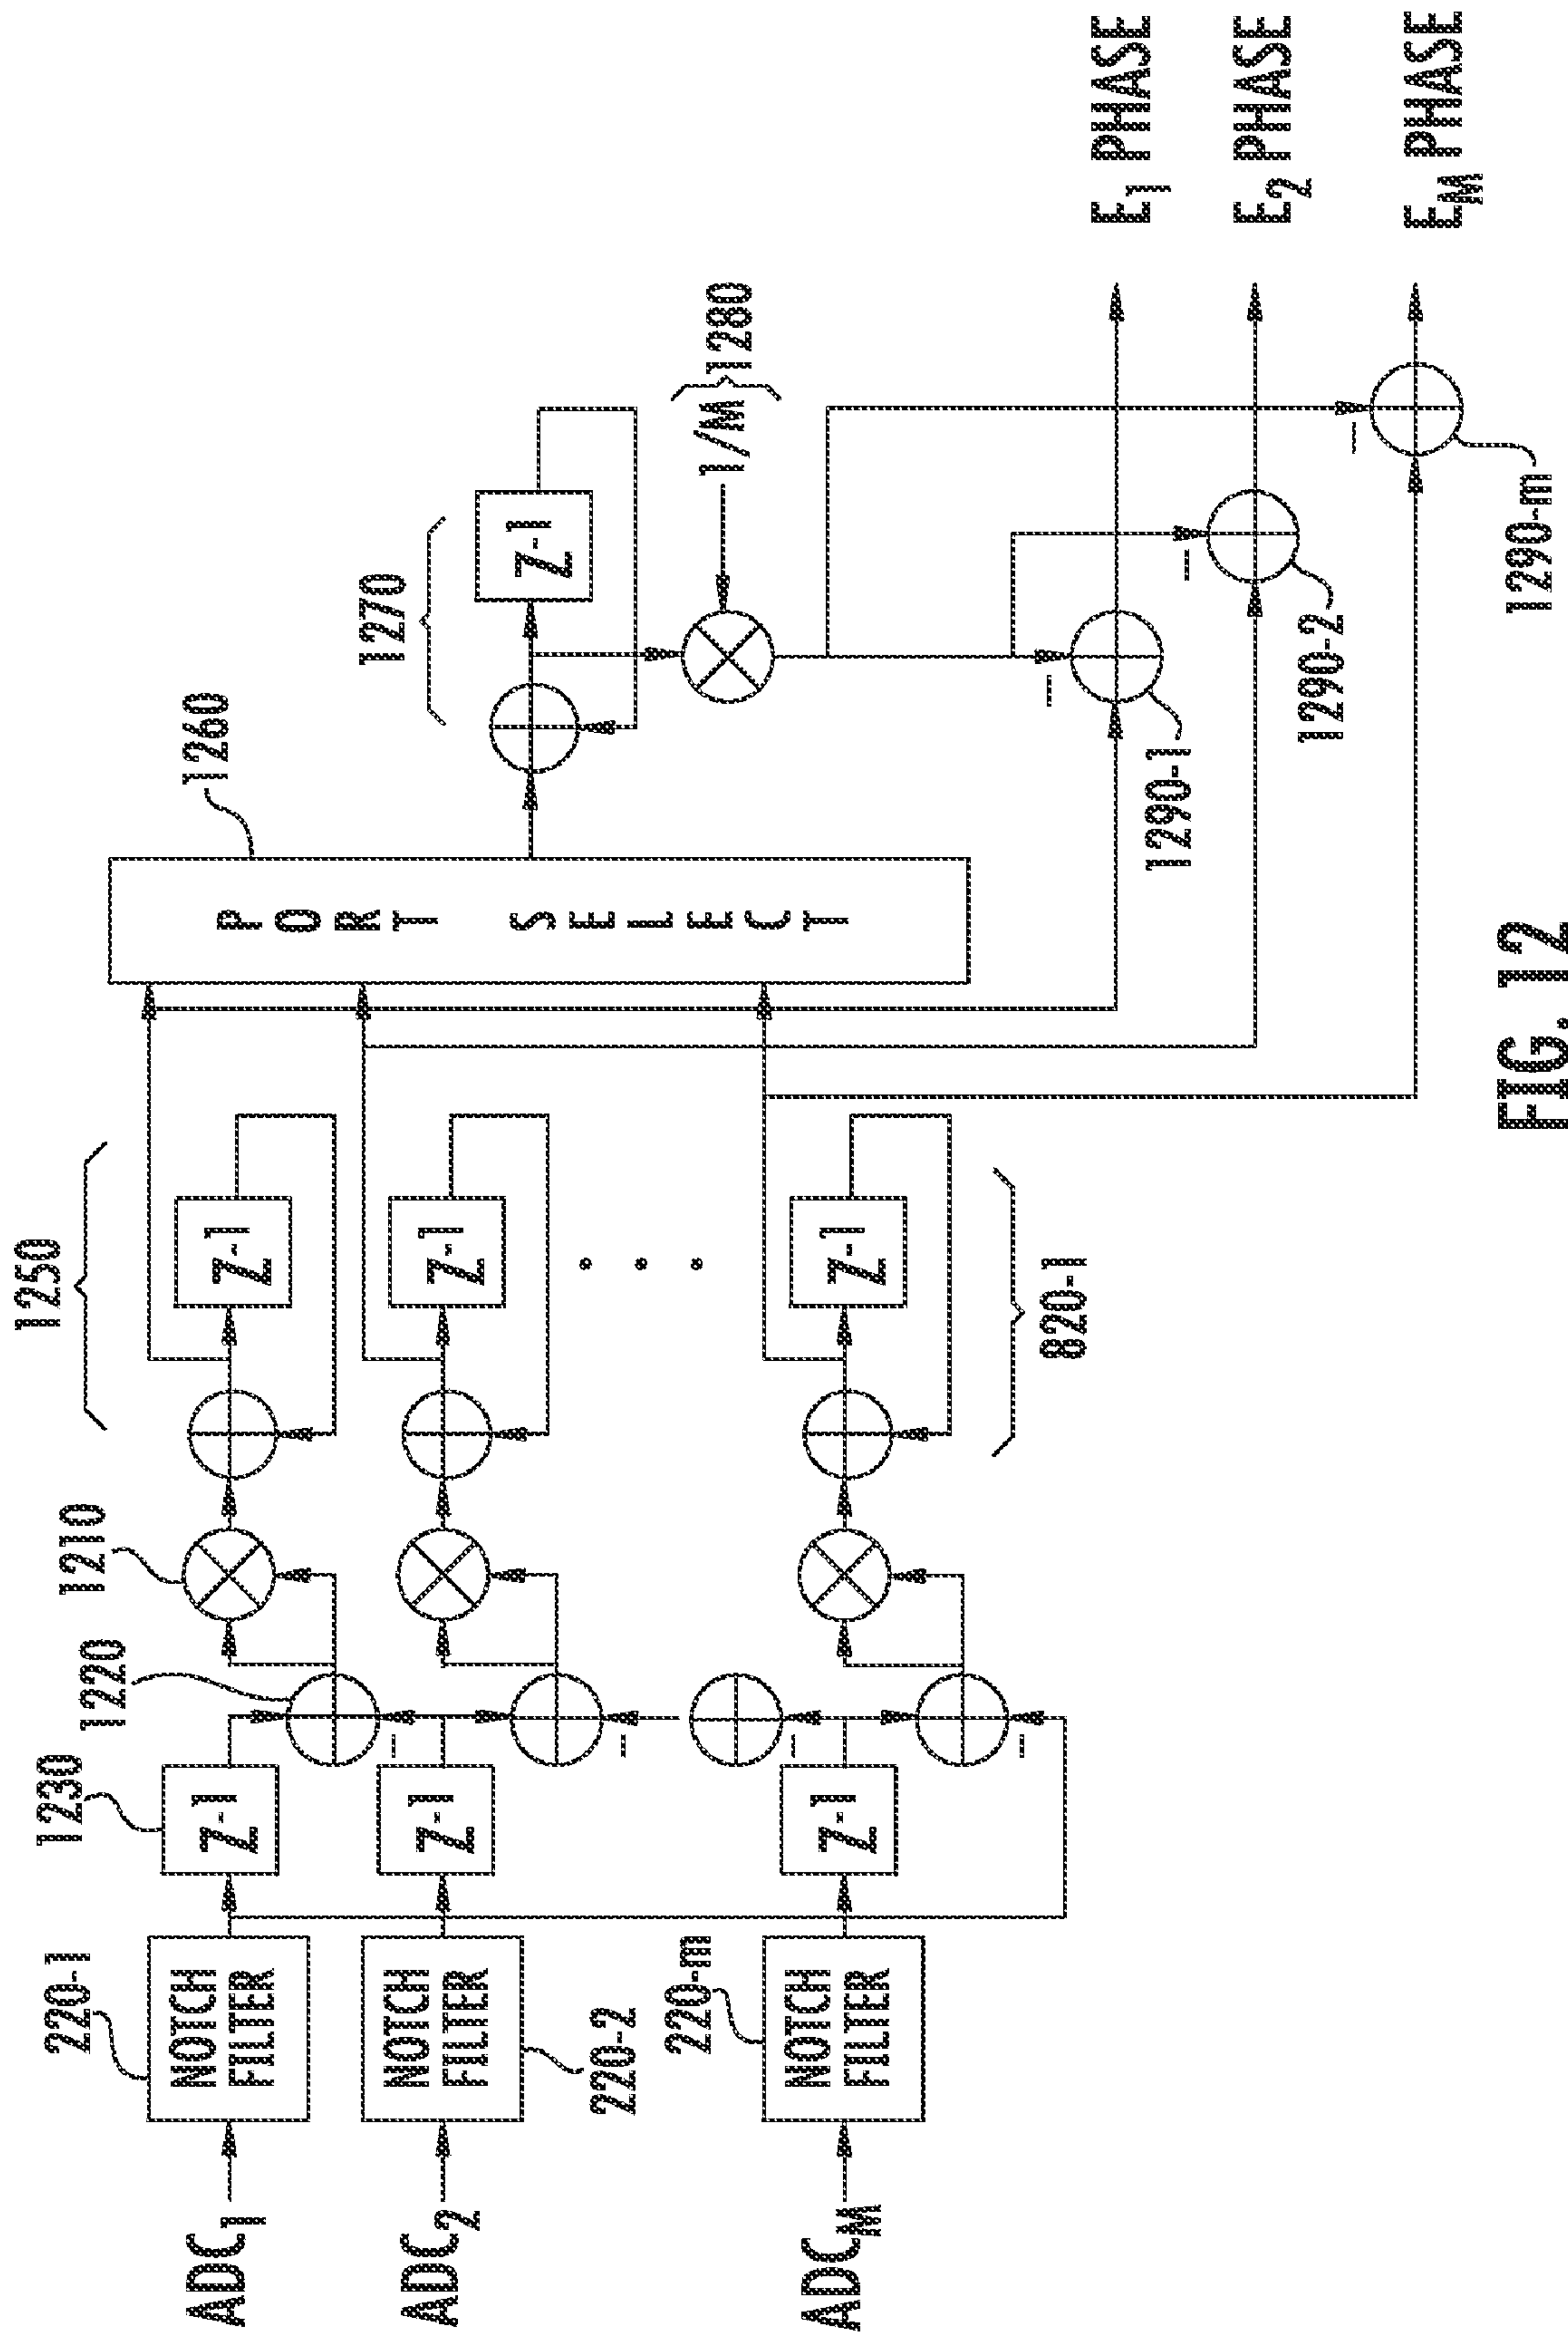 ADC1
220-1
NOTCH
FILTER
1230
Z-1
1220
–
1210
1250
Z-1
ADC2
NOTCH
FILTER
220-2
Z-1
–
Z-1
–
ADCM
220-m
NOTCH
FILTER
Z-1
–
Z-1
820-1
PORT SELECT
1260
1270
Z-1
1/M
1280
–
1290-1
E1 PHASE
–
1290-2
E2 PHASE
–
1290-m
EM PHASE
FIG. 12